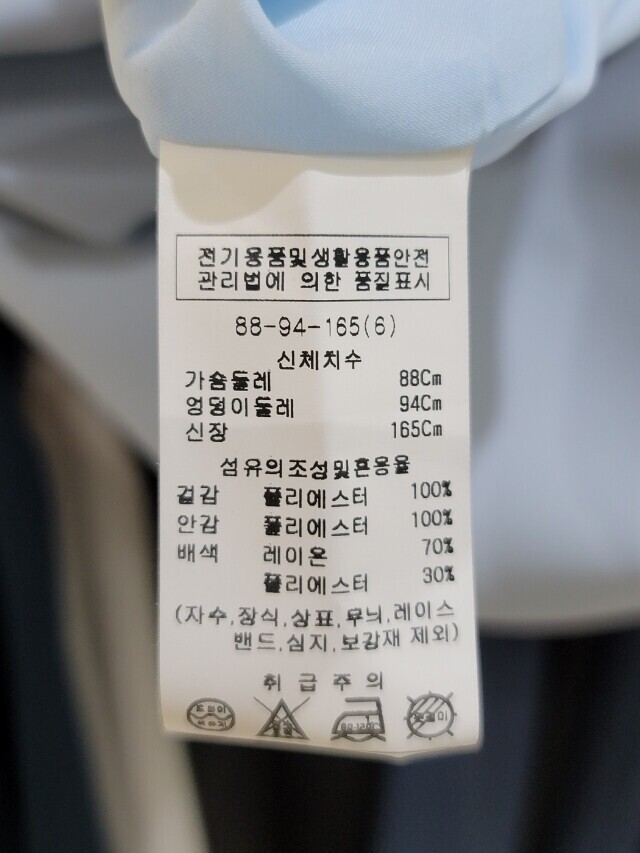 전기용품및생활용품안전
관리법에 의한 품질표시
88-94-165(6)
신체치수
가슴둘레 88Cm
엉덩이둘레 94Cm
신장 165Cm
섬유의조성및혼용율
겉감 폴리에스터 100%
안감 폴리에스터 100%
배색 레이온 70%
폴리에스터 30%
(자수,장식,상표,무늬,레이스
밴드,심지,보강재 제외)
취급주의
드라이